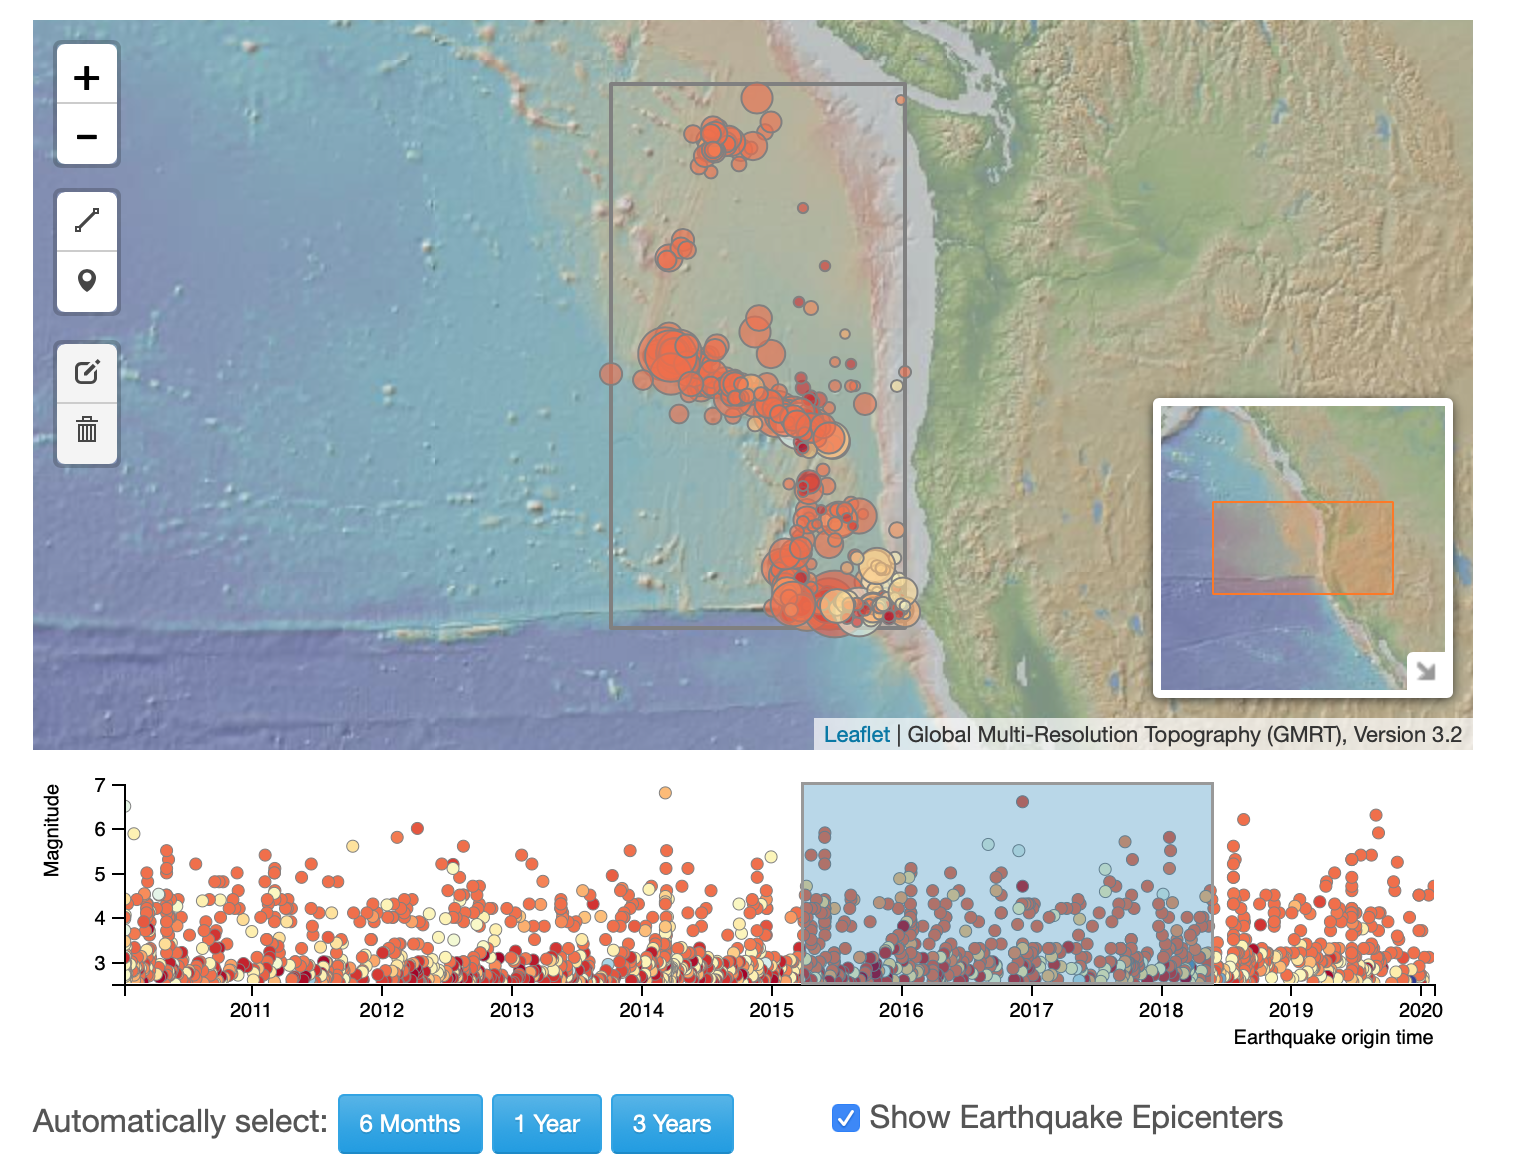 +
−
Leaflet | Global Multi-Resolution Topography (GMRT), Version 3.2
Magnitude
7
6
5
4
3
2011 2012 2013 2014 2015 2016 2017 2018 2019 2020
Earthquake origin time
Automatically select: 6 Months 1 Year 3 Years Show Earthquake Epicenters